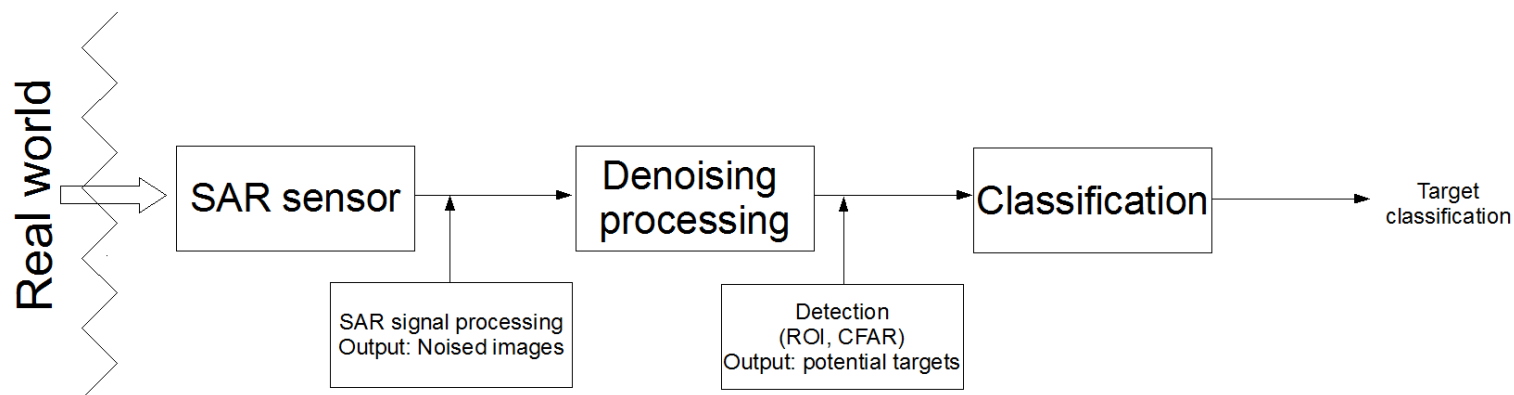 Real world
SAR sensor
SAR signal processing
Output: Noised images
Denoising
processing
Detection
(ROI, CFAR)
Output: potential targets
Classification
Target
classification